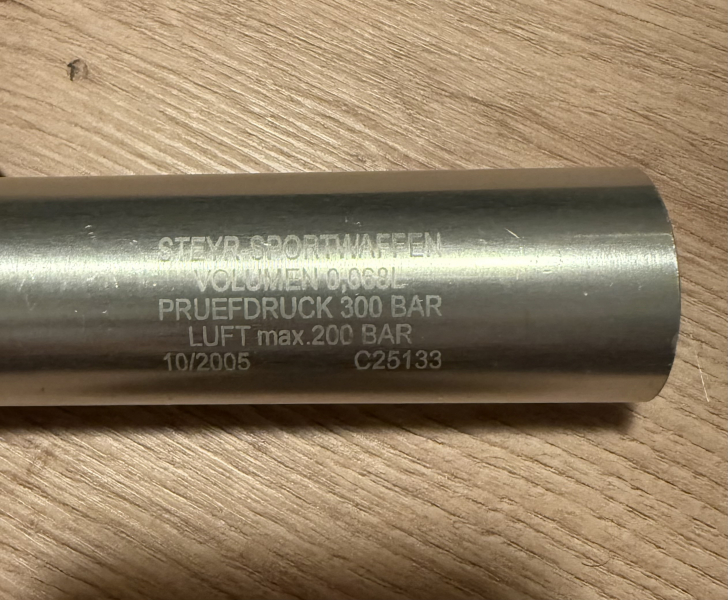 STEYR-SPORTWAFFEN
VOLUMEN 0,068L
PRUEFDRUCK 300 BAR
LUFT max.200 BAR
10/2005 C25133